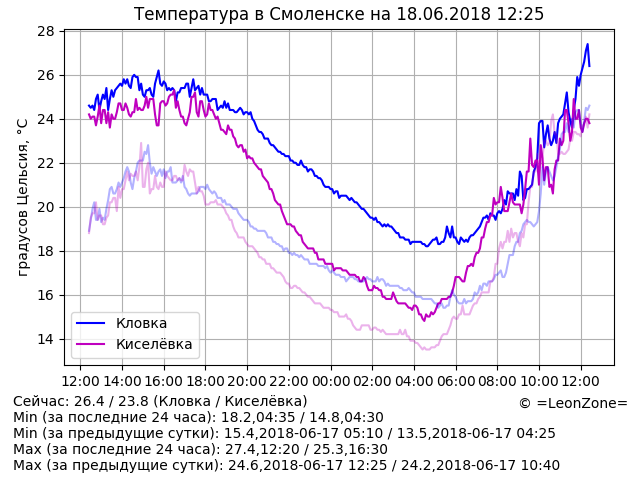 Температура в Смоленске на 18.06.2018 12:25
градусов Цельсия, °C
28
26
24
22
20
18
16
14
Кловка
Киселёвка
12:00 14:00 16:00 18:00 20:00 22:00 00:00 02:00 04:00 06:00 08:00 10:00 12:00
Сейчас: 26.4 / 23.8 (Кловка / Киселёвка)
© =LeonZone=
Min (за последние 24 часа): 18.2,04:35 / 14.8,04:30
Min (за предыдущие сутки): 15.4,2018-06-17 05:10 / 13.5,2018-06-17 04:25
Max (за последние 24 часа): 27.4,12:20 / 25.3,16:30
Max (за предыдущие сутки): 24.6,2018-06-17 12:25 / 24.2,2018-06-17 10:40